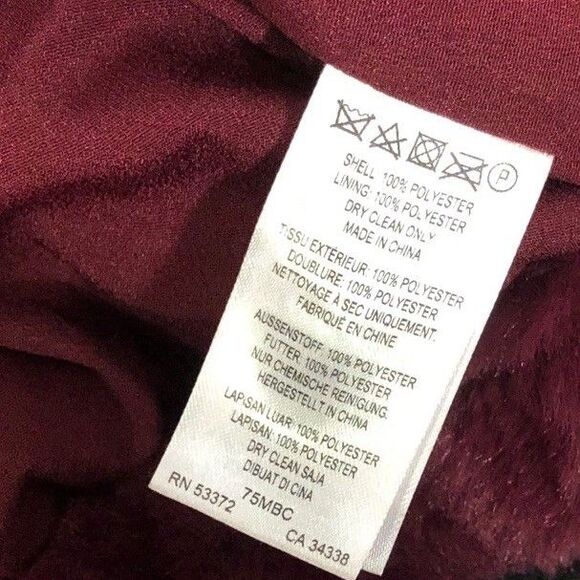 P
SHELL 100% POLYESTER
LINING: 100% POLYESTER
DRY CLEAN ONLY
MADE IN CHINA
TISSU EXTÉRIEUR: 100% POLYESTER
DOUBLURE: 100% POLYESTER
NETTOYAGE À SEC UNIQUEMENT.
FABRIQUÉ EN CHINE
AUSSENSTOFF: 100% POLYESTER
FUTTER: 100% POLYESTER
NUR CHEMISCHE REINIGUNG.
HERGESTELLT IN CHINA
LAPISAN LUAR: 100% POLYESTER
LAPISAN: 100% POLYESTER
DRY CLEAN SAJA
DIBUAT DI CINA
RN 53372 75MBC CA 34338